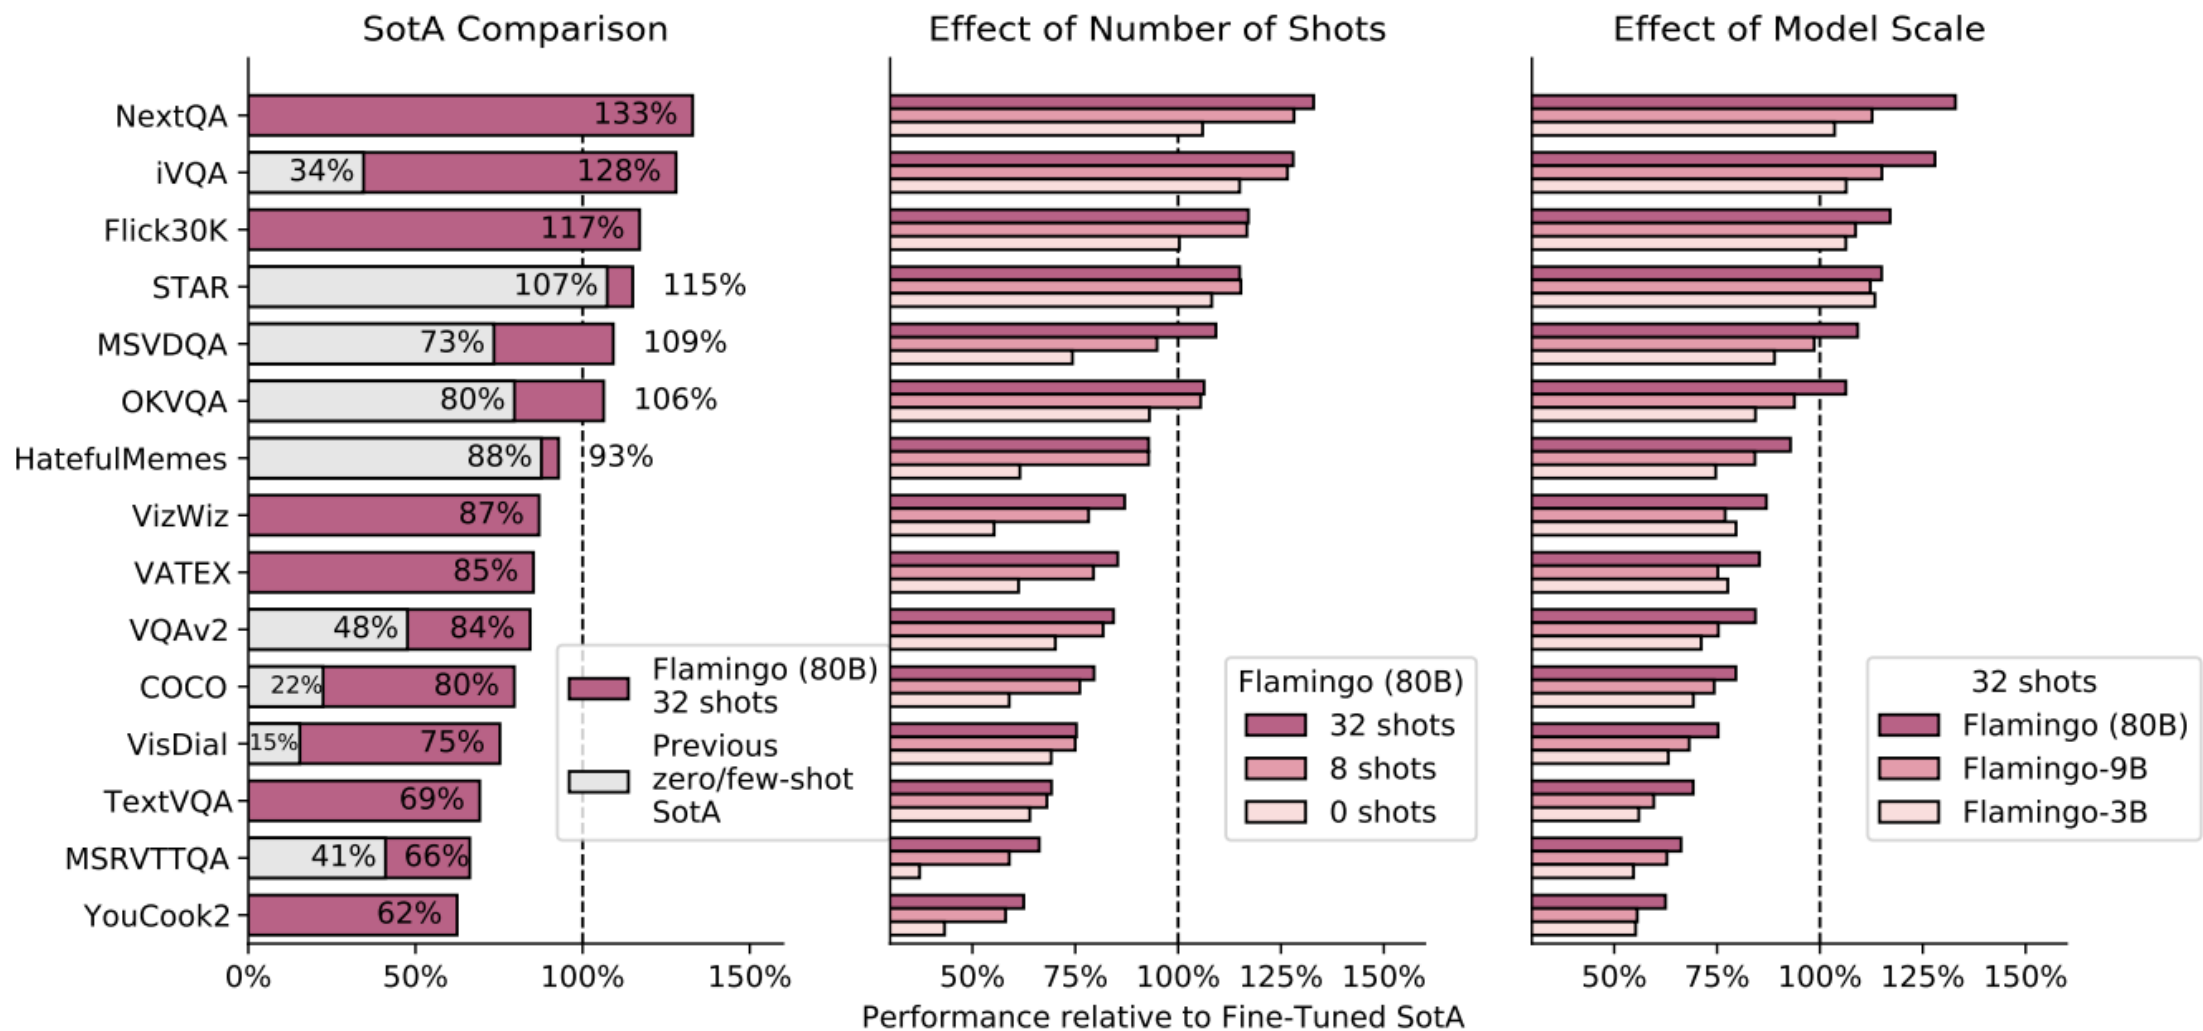 SotA Comparison
NextQA
133%
iVQA
34%
128%
Flick30K
117%
STAR
107%
115%
MSVDQA
73%
109%
OKVQA
80%
106%
HatefulMemes
88%
93%
VizWiz
87%
VATEX
85%
VQAv2
48%
84%
COCO
22%
80%
VisDial
15%
75%
TextVQA
69%
MSRVTTQA
41%
66%
YouCook2
62%
0%
50%
100%
150%
Flamingo (80B)
32 shots
Previous
zero/few-shot
SotA
Effect of Number of Shots
Flamingo (80B)
32 shots
8 shots
0 shots
50%
75%
100%
125%
150%
Performance relative to Fine-Tuned SotA
Effect of Model Scale
32 shots
Flamingo (80B)
Flamingo-9B
Flamingo-3B
50%
75%
100%
125%
150%